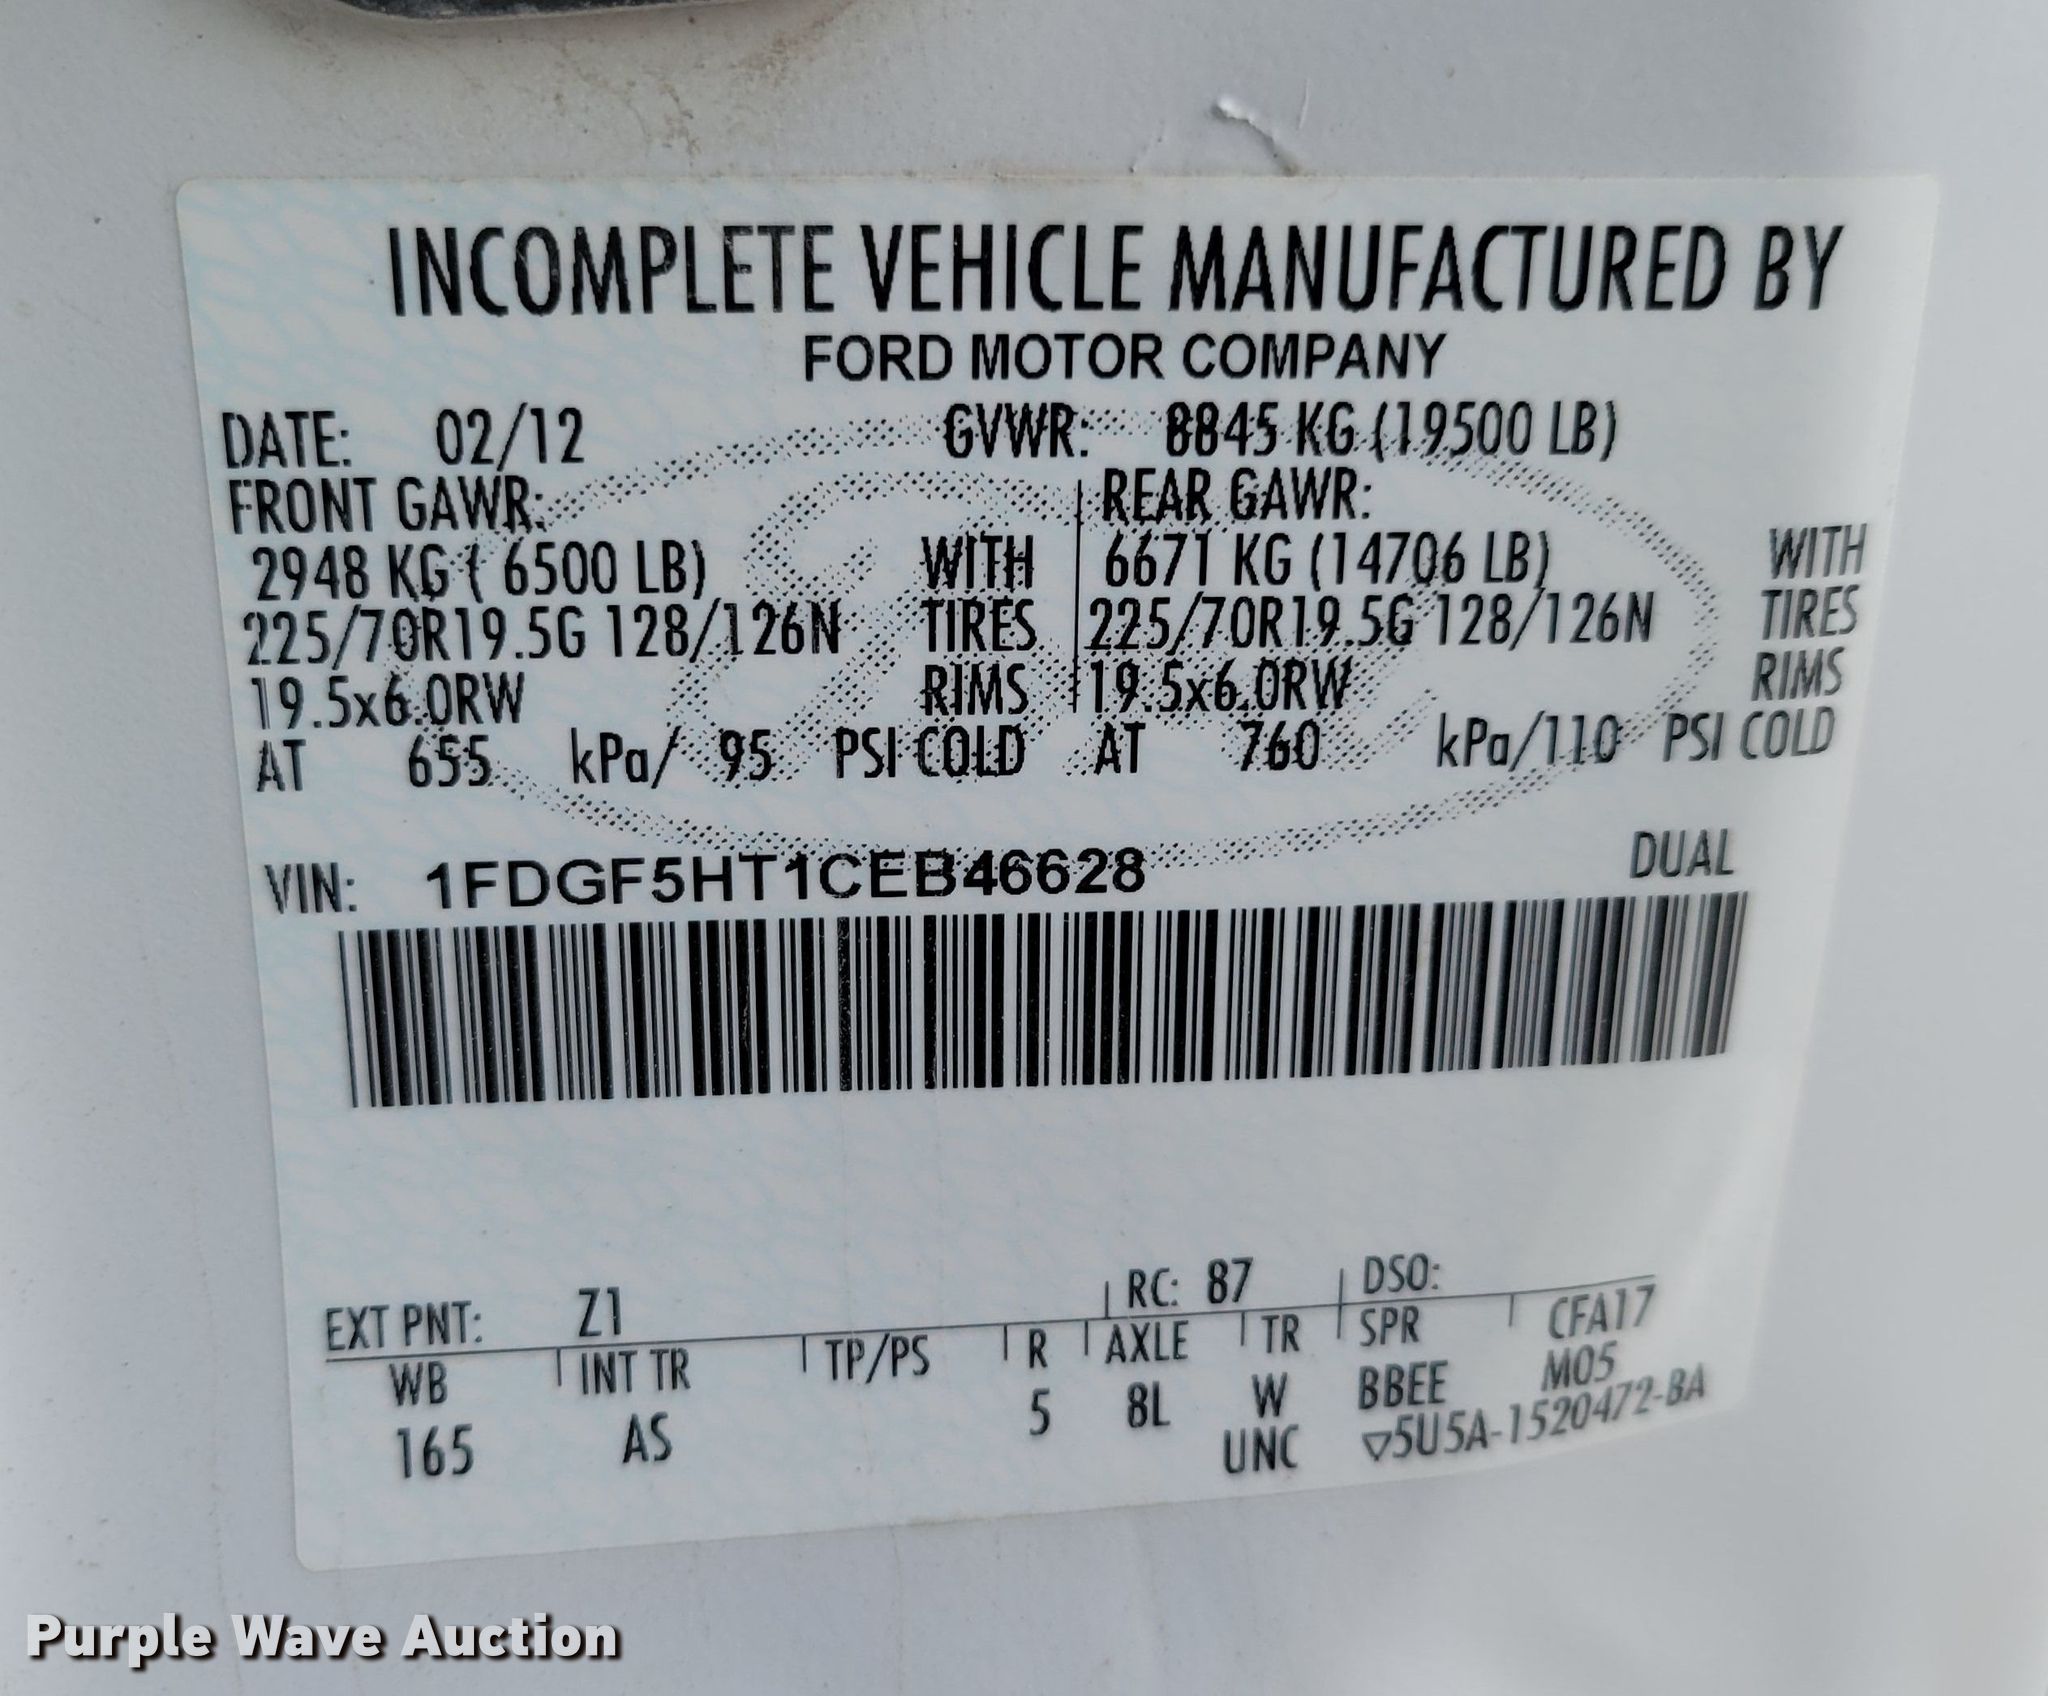 INCOMPLETE VEHICLE MANUFACTURED BY
FORD MOTOR COMPANY
DATE: 02/12 GVWR: 8845 KG (19500 LB)
FRONT GAWR: REAR GAWR:
2948 KG ( 6500 LB) WITH 6671 KG (14706 LB) WITH
225/70R19.5G 128/126N TIRES 225/70R19.5G 128/126N TIRES
19.5x6.0RW RIMS 19.5x6.0RW RIMS
AT 655 kPa/ 95 PSI COLD AT 760 kPa/110 PSI COLD
VIN: 1FDGF5HT1CEB46628 DUAL
EXT PNT: Z1 RC: 87 DSO:
WB INT TR TP/PS R AXLE TR SPR CFA17
165 AS 5 8L W BBEE M05
UNC ▽5U5A-1520472-BA
Purple Wave Auction